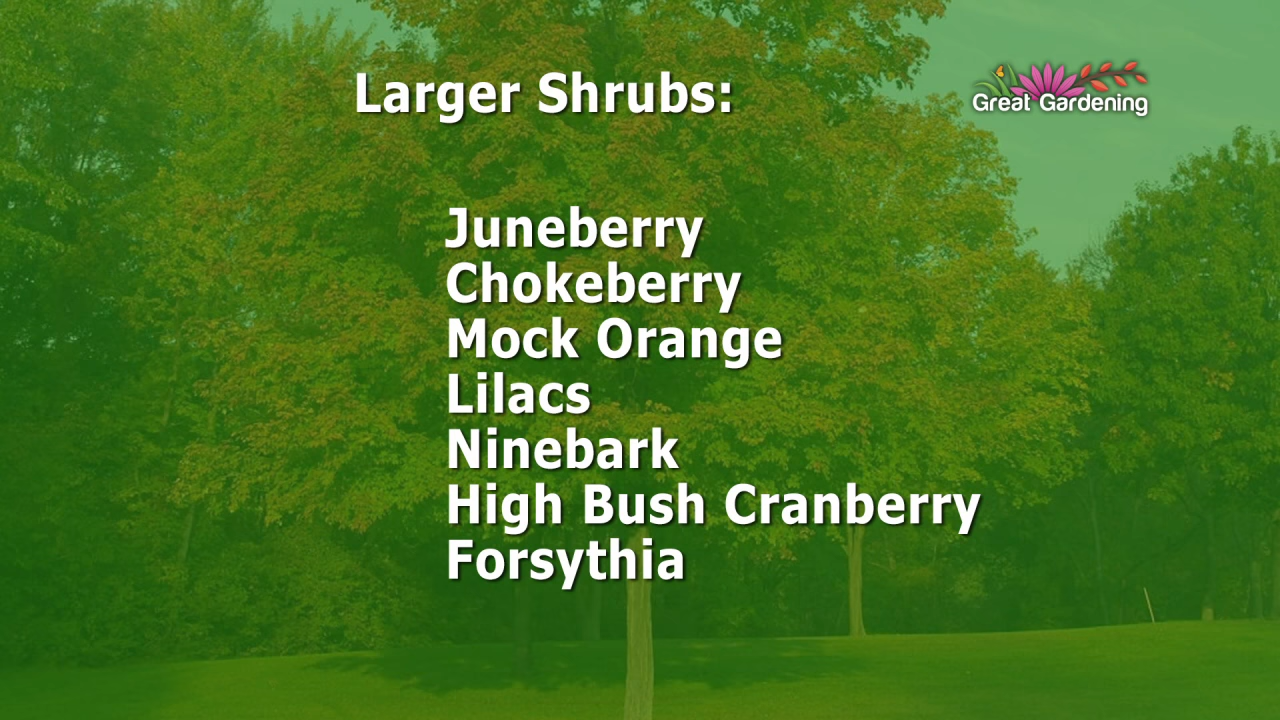 Larger Shrubs:
Great Gardening
Juneberry
Chokeberry
Mock Orange
Lilacs
Ninebark
High Bush Cranberry
Forsythia